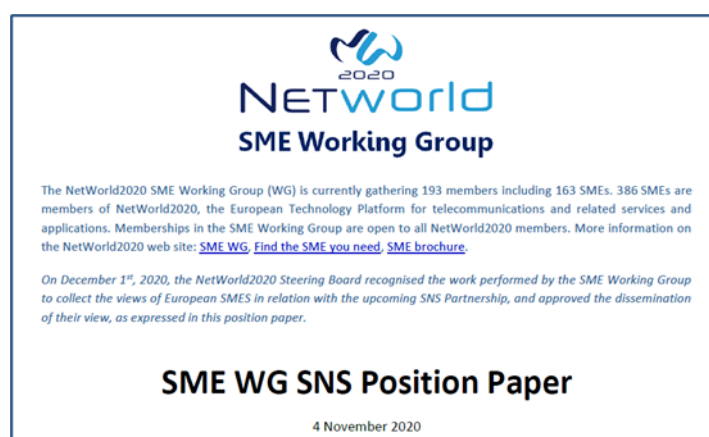 2020
NETWorld
SME Working Group
The NetWorld2020 SME Working Group (WG) is currently gathering 193 members including 163 SMEs. 386 SMEs are
members of NetWorld2020, the European Technology Platform for telecommunications and related services and
applications. Memberships in the SME Working Group are open to all NetWorld2020 members. More information on
the NetWorld2020 web site: SME WG, Find the SME you need, SME brochure.
On December 1st, 2020, the NetWorld2020 Steering Board recognised the work performed by the SME Working Group
to collect the views of European SMES in relation with the upcoming SNS Partnership, and approved the dissemination
of their view, as expressed in this position paper.
SME WG SNS Position Paper
4 November 2020